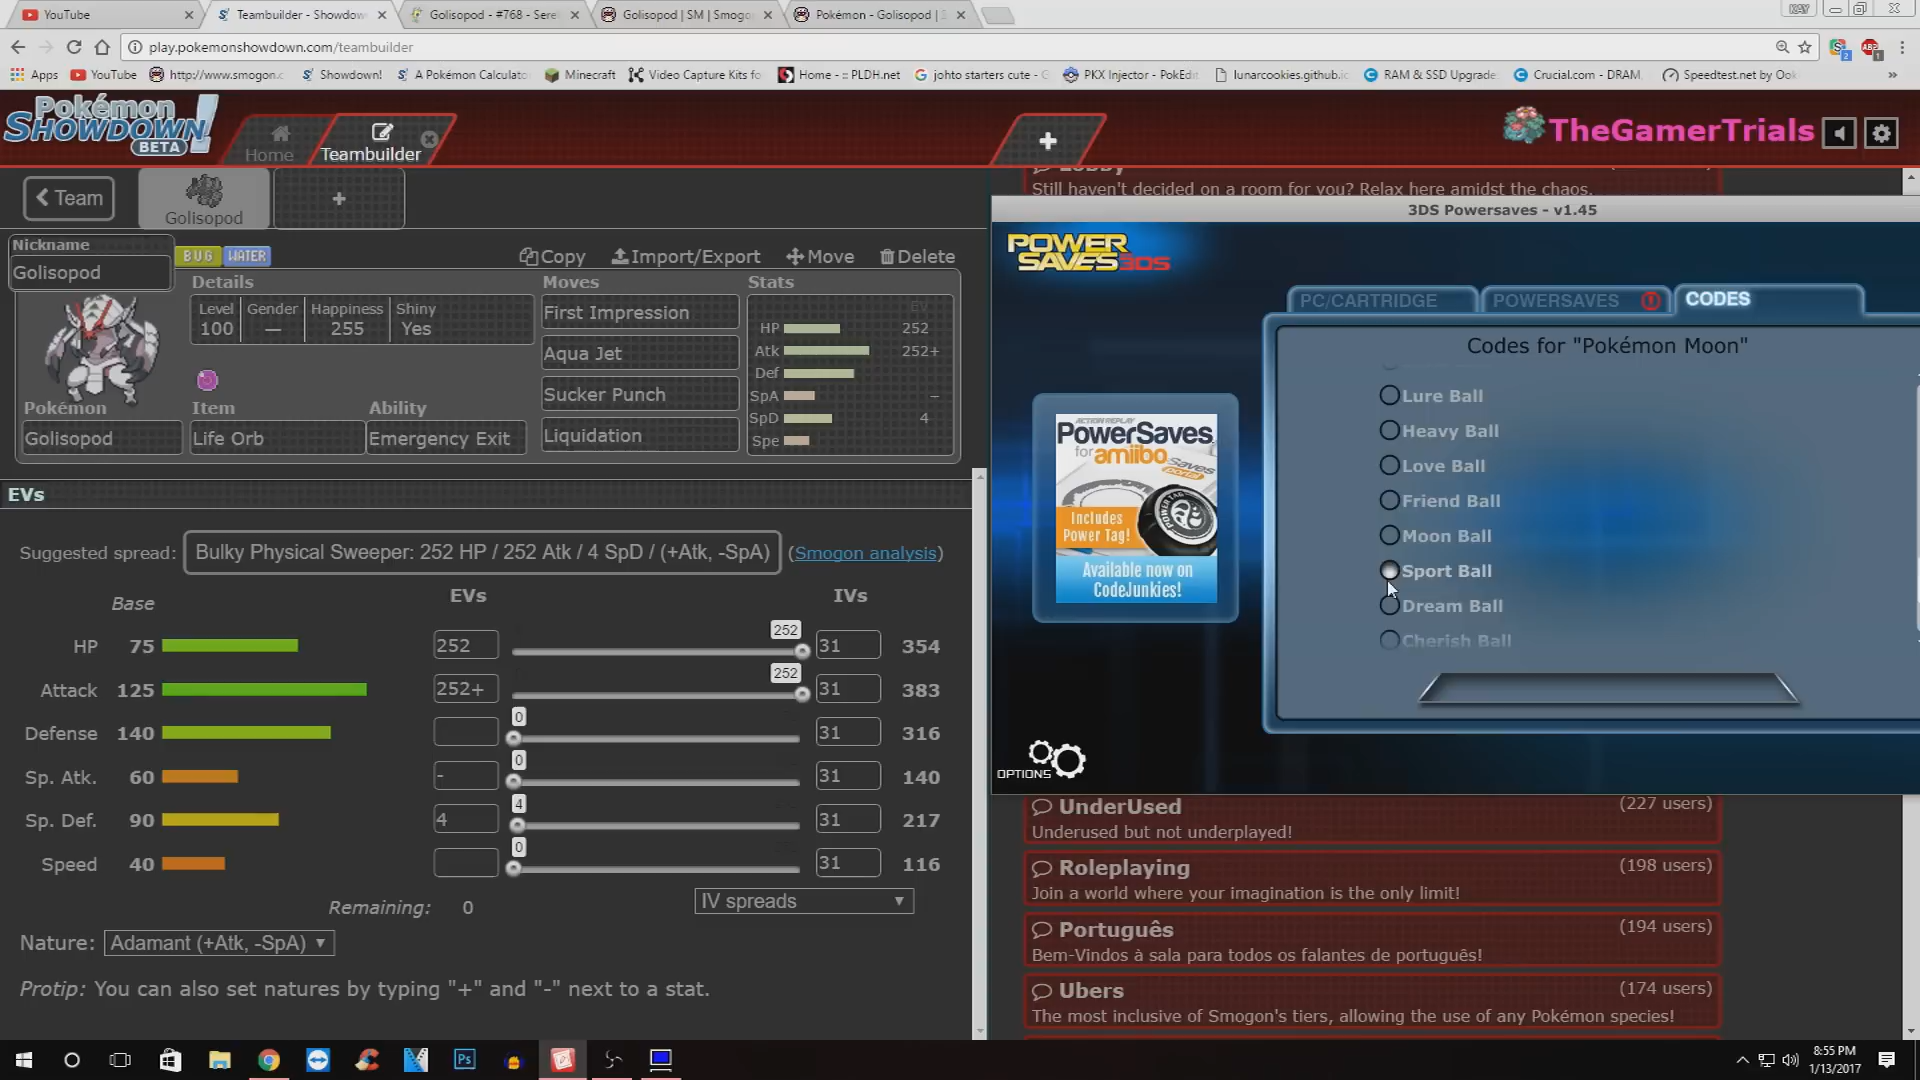 YouTube
Teambuilder - Showdow
Golisopod - #768 - Sere
Golisopod | SM | Smogo
Pokémon - Golisopod |
KAY
play.pokemonshowdown.com/teambuilder
Apps
YouTube
http://www.smogon.c
Showdown!
A Pokémon Calculato
Minecraft
Video Capture Kits fo
Home - :: PLDH.net
johto starters cute - G
PKX Injector - PokEdit
lunarcookies.github.io
RAM & SSD Upgrade
Crucial.com - DRAM,
Speedtest.net by Ook
Pokémon
SHOWDOWN!
BETA
Home
Teambuilder
TheGamerTrials
Team
Golisopod
Nickname
Golisopod
BUG WATER
Copy
Import/Export
Move
Delete
Details
Level
100
Gender
—
Happiness
255
Shiny
Yes
Pokémon
Golisopod
Item
Life Orb
Ability
Emergency Exit
Moves
First Impression
Aqua Jet
Sucker Punch
Liquidation
Stats
EV
HP 252
Atk 252+
Def
SpA –
SpD 4
Spe
EVs
Suggested spread: Bulky Physical Sweeper: 252 HP / 252 Atk / 4 SpD / (+Atk, -SpA) (Smogon analysis)
Base EVs IVs
HP 75 252 252 31 354
Attack 125 252+ 252 31 383
Defense 140 0 31 316
Sp. Atk. 60 - 0 31 140
Sp. Def. 90 4 4 31 217
Speed 40 0 31 116
Remaining: 0
IV spreads
Nature: Adamant (+Atk, -SpA)
Protip: You can also set natures by typing "+" and "-" next to a stat.
Lobby
Still haven't decided on a room for you? Relax here amidst the chaos.
3DS Powersaves - v1.45
POWER
SAVES 3DS
PC/CARTRIDGE
POWERSAVES
CODES
Codes for "Pokémon Moon"
Lure Ball
Heavy Ball
Love Ball
Friend Ball
Moon Ball
Sport Ball
Dream Ball
Cherish Ball
ACTION REPLAY
PowerSaves
for amiibo
Saves
portal
POWER TAG
Includes
Power Tag!
Available now on
CodeJunkies!
OPTIONS
UnderUsed
(227 users)
Underused but not underplayed!
Roleplaying
(198 users)
Join a world where your imagination is the only limit!
Português
(194 users)
Bem-Vindos à sala para todos os falantes de português!
Ubers
(174 users)
The most inclusive of Smogon's tiers, allowing the use of any Pokémon species!
Ps
8:55 PM
1/13/2017